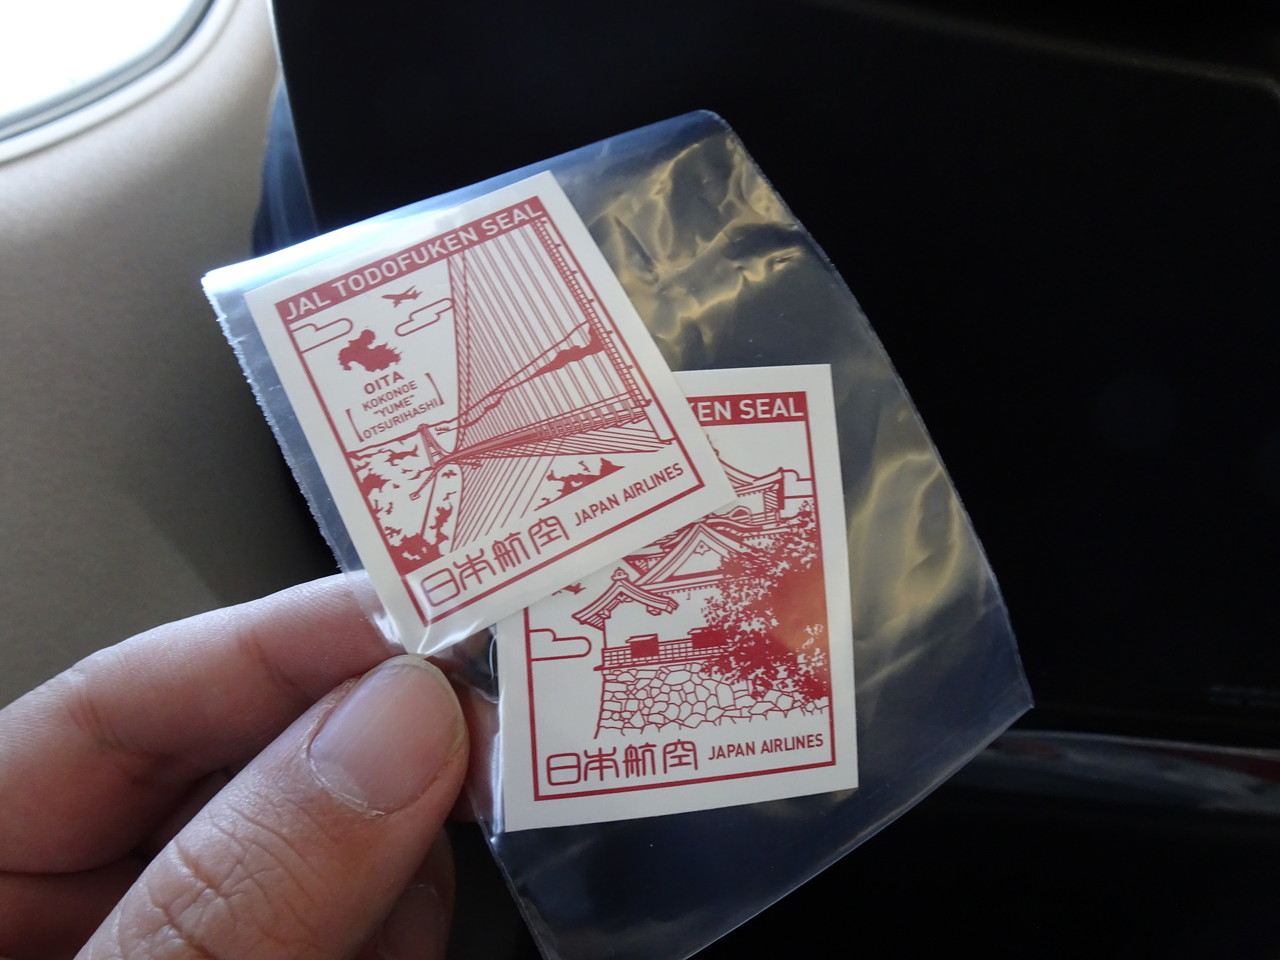 JAL TODOFUKEN SEAL
OITA
[KOKONOE
"YUME"
OTSURIHASHI]
日本航空 JAPAN AIRLINES
KEN SEAL
日本航空 JAPAN AIRLINES